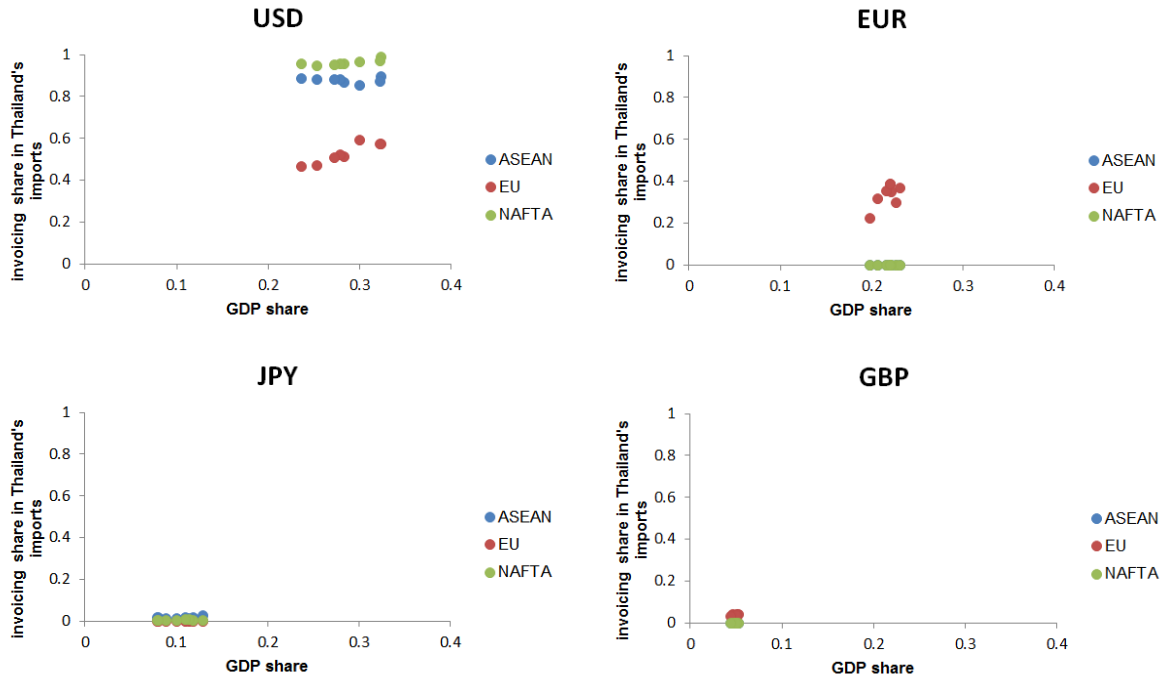 USD
invoicing share in Thailand's
imports
1
0.8
0.6
0.4
0.2
0
0
0.1
0.2
0.3
0.4
GDP share
ASEAN
EU
NAFTA
EUR
invoicing share in Thailand's
imports
1
0.8
0.6
0.4
0.2
0
0
0.1
0.2
0.3
0.4
GDP share
ASEAN
EU
NAFTA
JPY
invoicing share in Thailand's
imports
1
0.8
0.6
0.4
0.2
0
0
0.1
0.2
0.3
0.4
GDP share
ASEAN
EU
NAFTA
GBP
invoicing share in Thailand's
imports
1
0.8
0.6
0.4
0.2
0
0
0.1
0.2
0.3
0.4
GDP share
ASEAN
EU
NAFTA